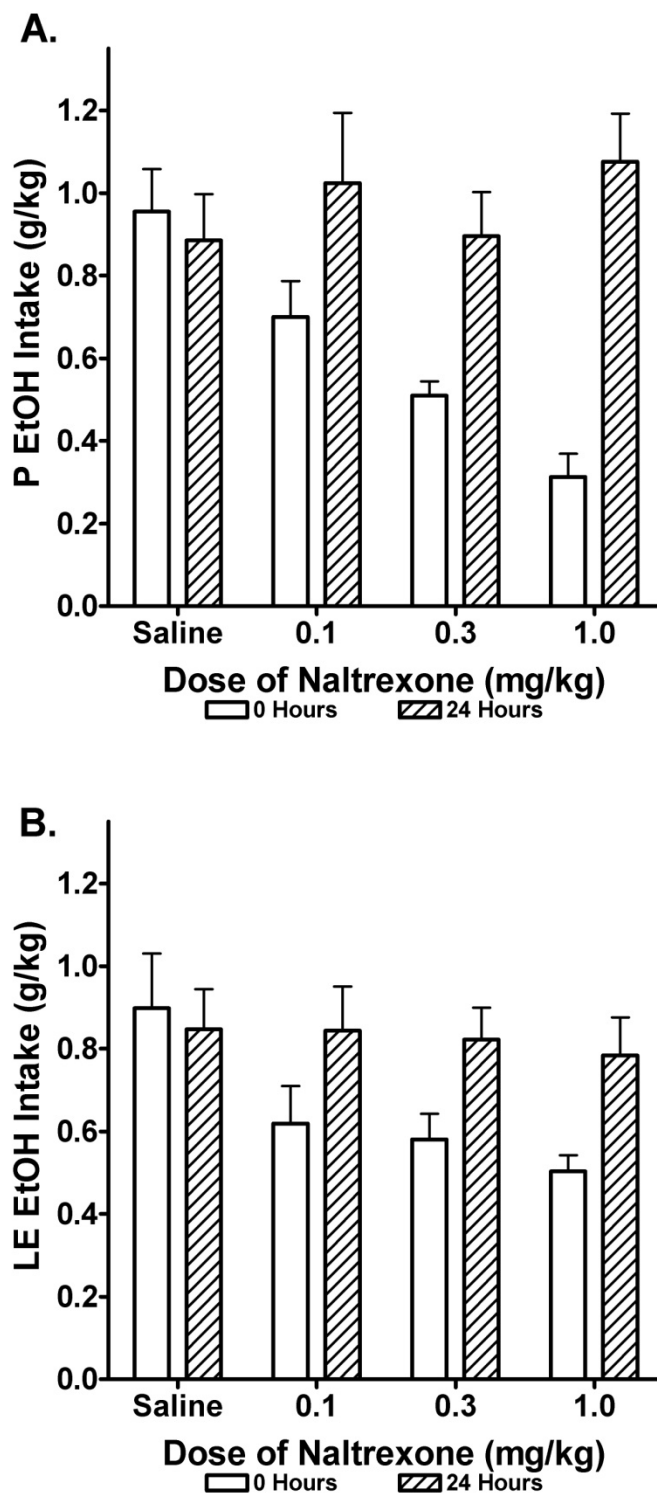 A.
P EtOH Intake (g/kg)
1.2
1.0
0.8
0.6
0.4
0.2
0.0
Saline 0.1 0.3 1.0
Dose of Naltrexone (mg/kg)
0 Hours 24 Hours
B.
LE EtOH Intake (g/kg)
1.2
1.0
0.8
0.6
0.4
0.2
0.0
Saline 0.1 0.3 1.0
Dose of Naltrexone (mg/kg)
0 Hours 24 Hours